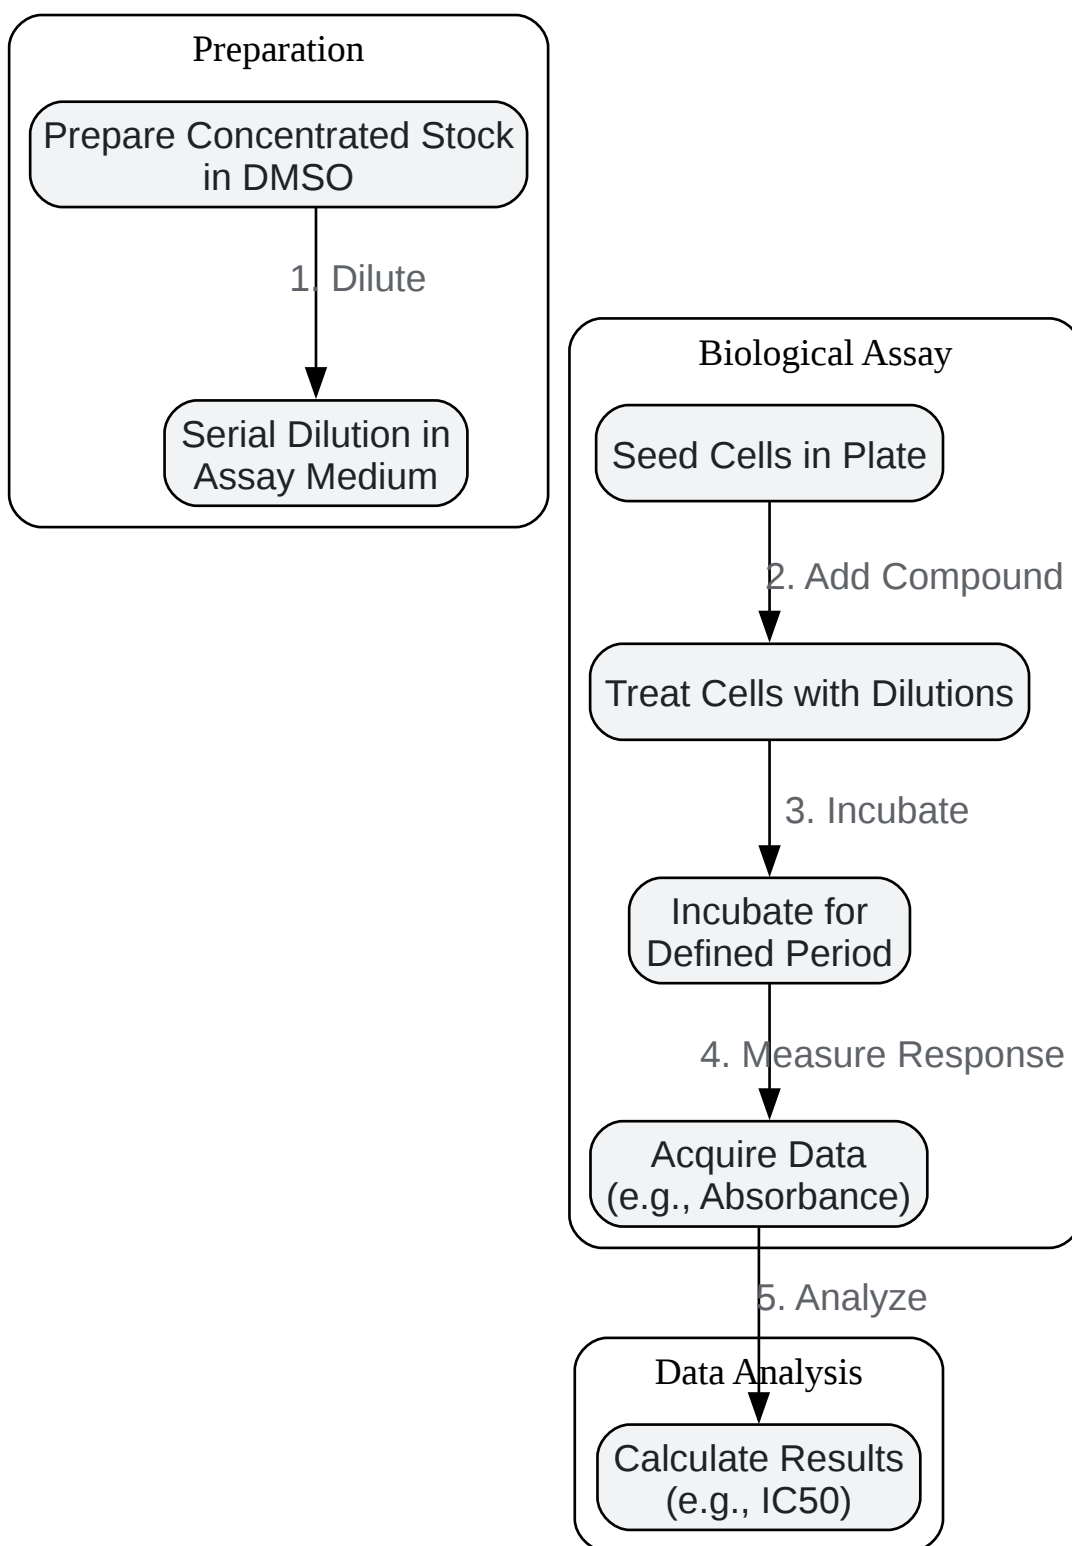 Preparation
Prepare Concentrated Stock
in DMSO
1. Dilute
Serial Dilution in
Assay Medium
Biological Assay
Seed Cells in Plate
2. Add Compound
Treat Cells with Dilutions
3. Incubate
Incubate for
Defined Period
4. Measure Response
Acquire Data
(e.g., Absorbance)
5. Analyze
Data Analysis
Calculate Results
(e.g., IC50)